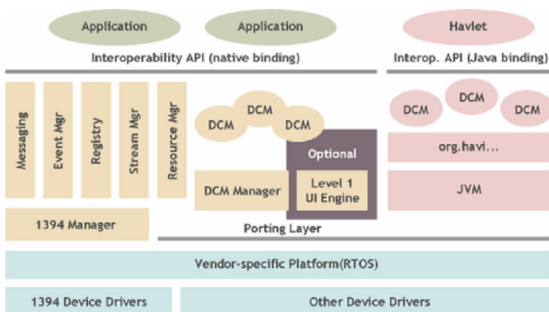 Application
Application
Havlet
Interoperability API (native binding)
Interop. API (Java binding)
Messaging
Event Mgr
Registry
Stream Mgr
Resource Mgr
DCM
DCM
DCM
DCM
DCM
DCM
Optional
org.havi...
DCM Manager
Level 1
UI Engine
JVM
1394 Manager
Porting Layer
Vendor-specific Platform(RTOS)
1394 Device Drivers
Other Device Drivers